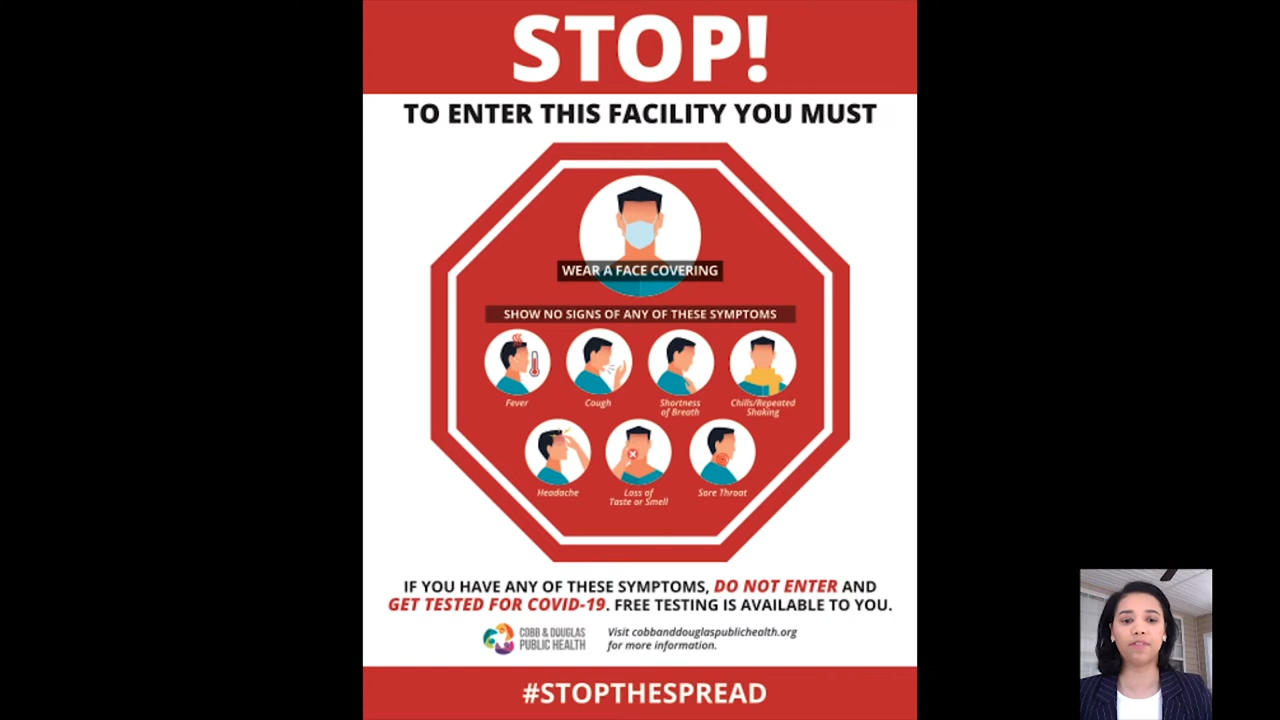 STOP!
TO ENTER THIS FACILITY YOU MUST
WEAR A FACE COVERING
SHOW NO SIGNS OF ANY OF THESE SYMPTOMS
Fever
Cough
Shortness
of Breath
Chills/Repeated
Shaking
Headache
Loss of
Taste or Smell
Sore Throat
IF YOU HAVE ANY OF THESE SYMPTOMS, DO NOT ENTER AND
GET TESTED FOR COVID-19. FREE TESTING IS AVAILABLE TO YOU.
COBB & DOUGLAS
PUBLIC HEALTH
Visit cobbanddouglaspublichealth.org
for more information.
#STOPTHESPREAD